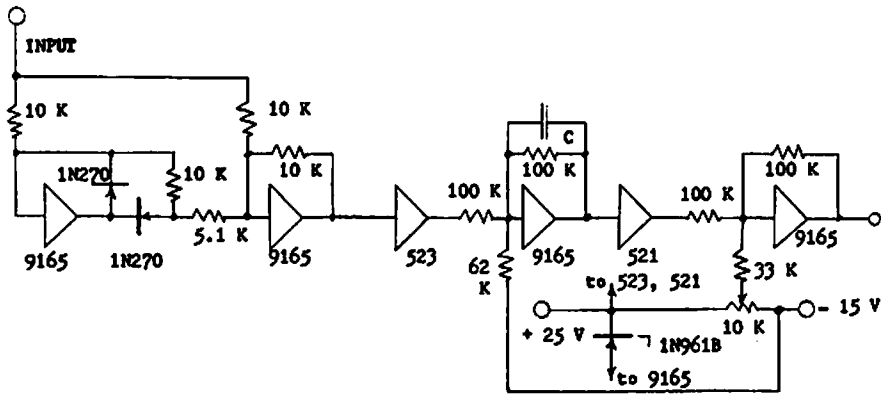 INPUT
10 K
10 K
1N270
10 K
10 K
100 K
C
100 K
100 K
100 K
9165
1N270
5.1 K
9165
523
62
K
9165
521
9165
33 K
to 523, 521
+ 25 V
10 K
- 15 V
1N961B
to 9165